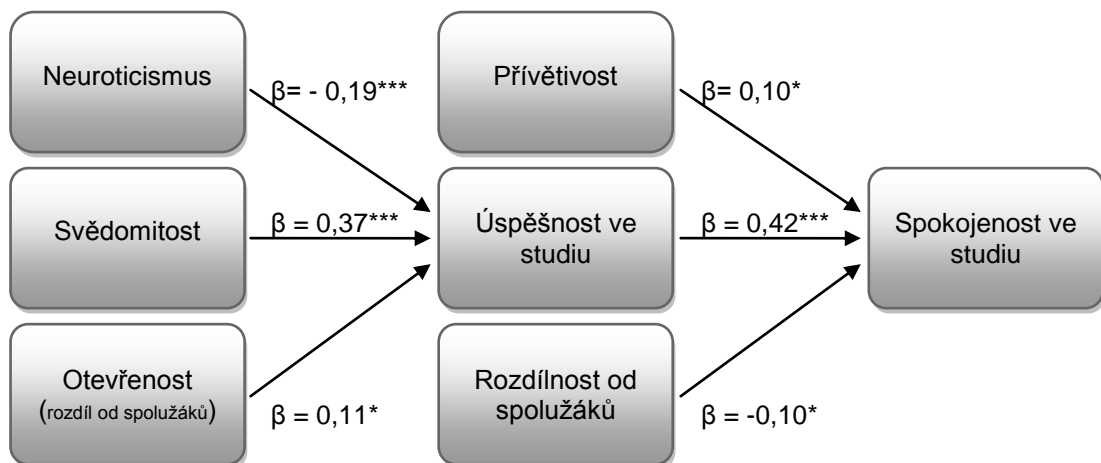 Neuroticismus
β= - 0,19***
Přívětivost
β= 0,10*
Svědomitost
β = 0,37***
Úspěšnost ve
studiu
β = 0,42***
Spokojenost ve
studiu
Otevřenost
(rozdíl od spolužáků)
β = 0,11*
Rozdílnost od
spolužáků
β = -0,10*